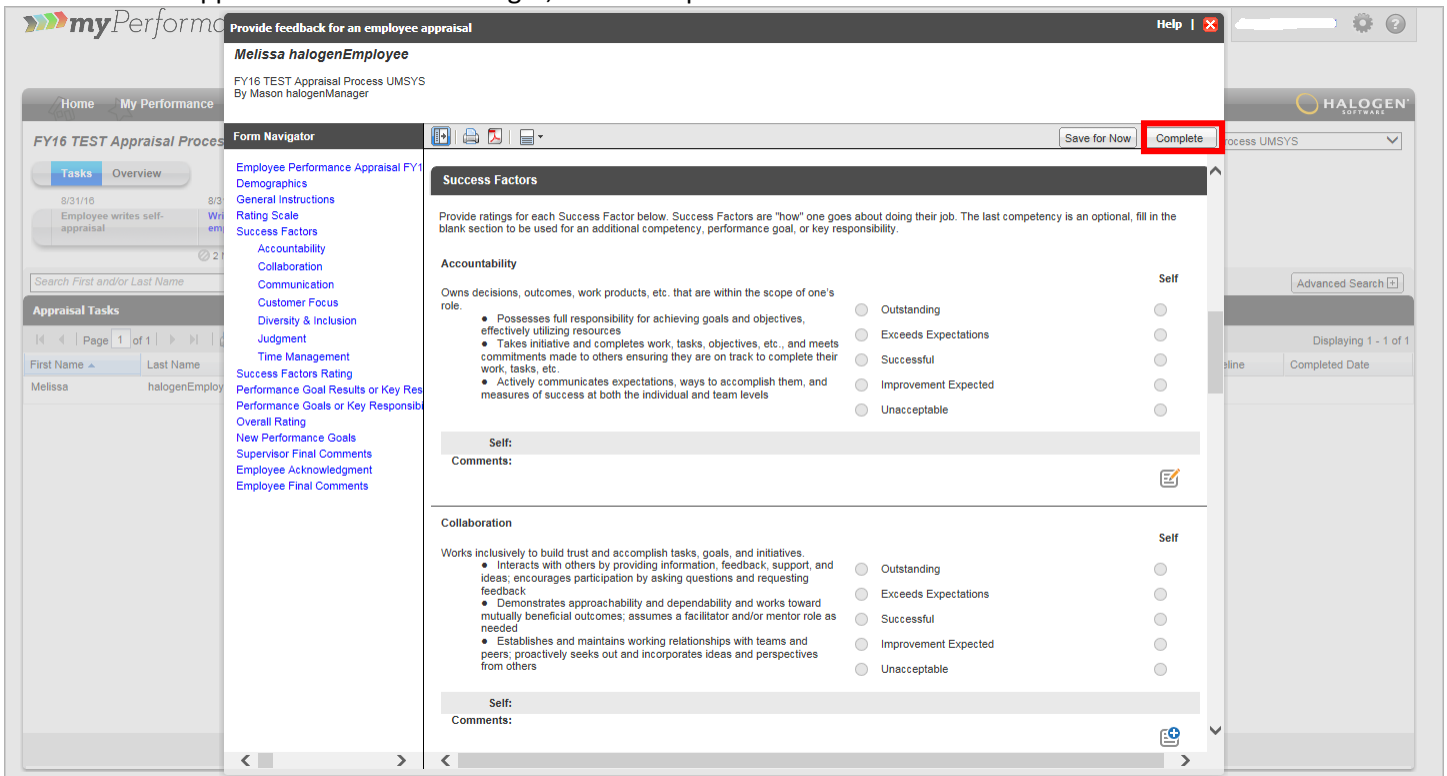 myPerforma
Provide feedback for an employee appraisal
Help |
Melissa halogenEmployee
FY16 TEST Appraisal Process UMSYS
By Mason halogenManager
Home My Performance
HALOGEN
SOFTWARE
FY16 TEST Appraisal Proces
rocess UMSYS
Form Navigator
Save for Now Complete
Tasks Overview
8/31/16 8/3
Employee writes self-appraisal
Wri
em
2
Search First and/or Last Name
Advanced Search
Appraisal Tasks
Page 1 of 1
Displaying 1 - 1 of 1
First Name Last Name
eline Completed Date
Melissa halogenEmploy
Employee Performance Appraisal FY1
Demographics
General Instructions
Rating Scale
Success Factors
Accountability
Collaboration
Communication
Customer Focus
Diversity & Inclusion
Judgment
Time Management
Success Factors Rating
Performance Goal Results or Key Res
Performance Goals or Key Responsibi
Overall Rating
New Performance Goals
Supervisor Final Comments
Employee Acknowledgment
Employee Final Comments
Success Factors
Provide ratings for each Success Factor below. Success Factors are "how" one goes about doing their job. The last competency is an optional, fill in the
blank section to be used for an additional competency, performance goal, or key responsibility.
Accountability
Self
Owns decisions, outcomes, work products, etc. that are within the scope of one's
role.
● Possesses full responsibility for achieving goals and objectives,
effectively utilizing resources
● Takes initiative and completes work, tasks, objectives, etc., and meets
commitments made to others ensuring they are on track to complete their
work, tasks, etc.
● Actively communicates expectations, ways to accomplish them, and
measures of success at both the individual and team levels
Outstanding
Exceeds Expectations
Successful
Improvement Expected
Unacceptable
Self:
Comments:
Collaboration
Self
Works inclusively to build trust and accomplish tasks, goals, and initiatives.
● Interacts with others by providing information, feedback, support, and
ideas; encourages participation by asking questions and requesting
feedback
● Demonstrates approachability and dependability and works toward
mutually beneficial outcomes; assumes a facilitator and/or mentor role as
needed
● Establishes and maintains working relationships with teams and
peers; proactively seeks out and incorporates ideas and perspectives
from others
Outstanding
Exceeds Expectations
Successful
Improvement Expected
Unacceptable
Self:
Comments: